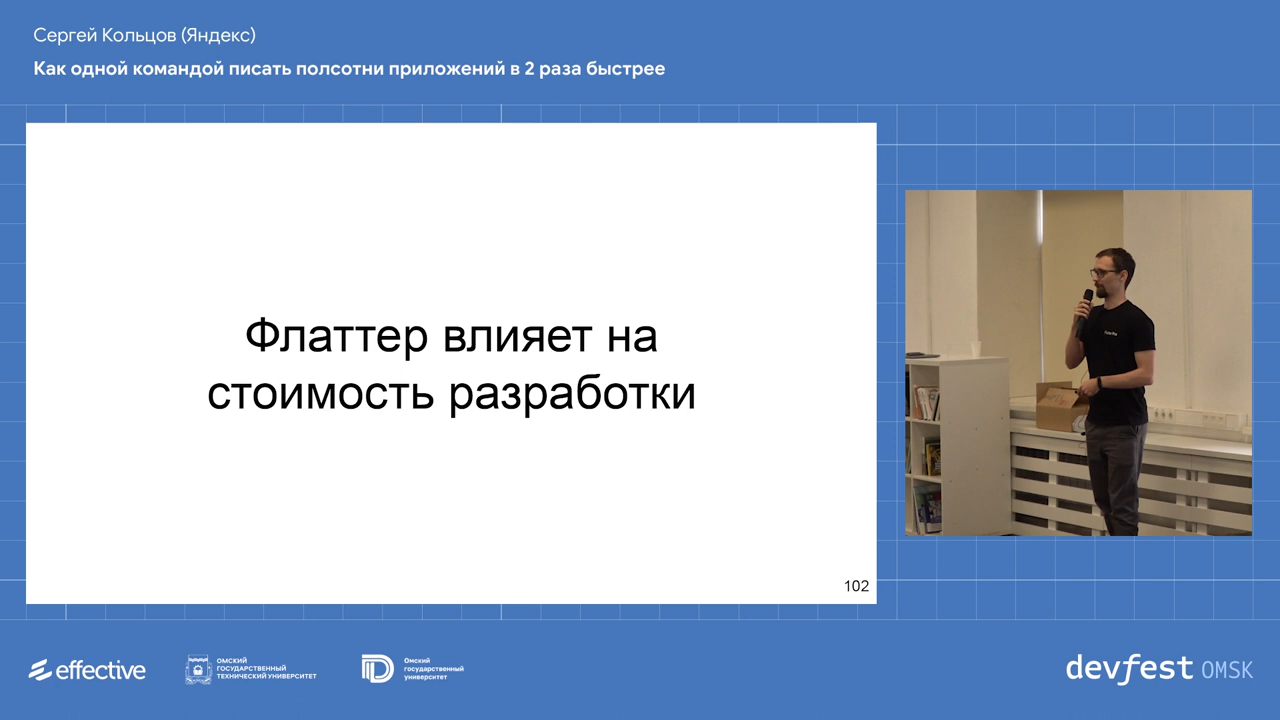 Сергей Кольцов (Яндекс)
Как одной командой писать полсотни приложений в 2 раза быстрее
Флаттер влияет на
стоимость разработки
102
effective
ОМСКИЙ
ГОСУДАРСТВЕННЫЙ
ТЕХНИЧЕСКИЙ УНИВЕРСИТЕТ
Омский
государственный
университет
devfest OMSK